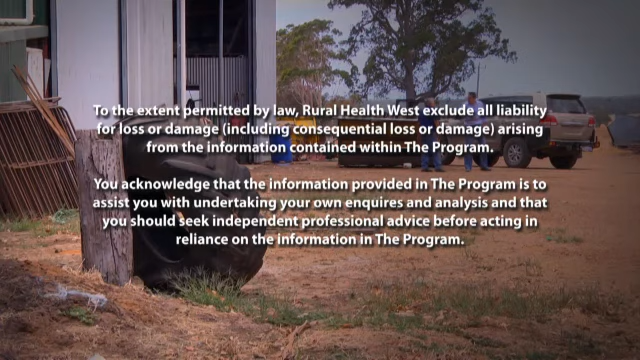 To the extent permitted by law, Rural Health West exclude all liability
for loss or damage (including consequential loss or damage) arising
from the information contained within The Program.
You acknowledge that the information provided in The Program is to
assist you with undertaking your own enquires and analysis and that
you should seek independent professional advice before acting in
reliance on the information in The Program.